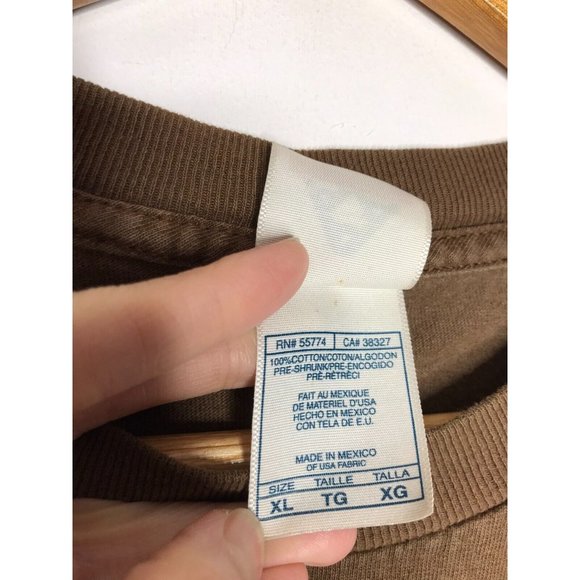 RN# 55774 CA# 38327
100%COTTON/COTON/ALGODON
PRE-SHRUNK/PRE-ENCOGIDO
PRÉ-RÉTRÉCI
FAIT AU MEXIQUE
DE MATERIEL D'USA
HECHO EN MÉXICO
CON TELA DE E.U.
MADE IN MEXICO
OF USA FABRIC
SIZE TAILLE TALLA
XL TG XG